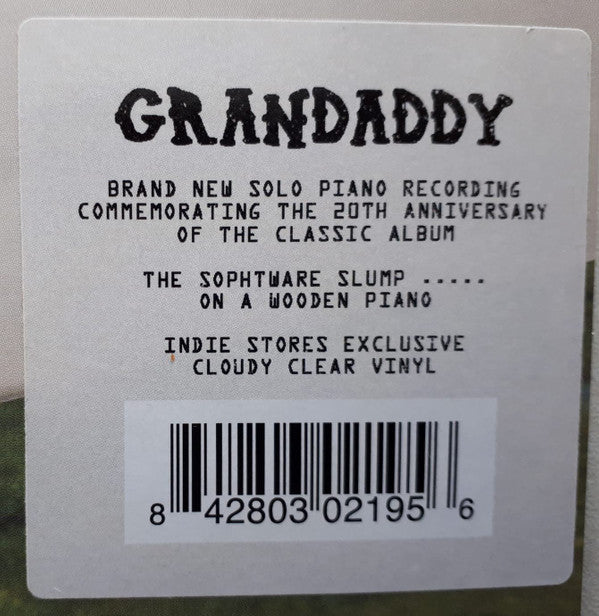 GRANDADDY
BRAND NEW SOLO PIANO RECORDING
COMMEMORATING THE 20TH ANNIVERSARY
OF THE CLASSIC ALBUM
THE SOPHTWARE SLUMP .....
ON A WOODEN PIANO
INDIE STORES EXCLUSIVE
CLOUDY CLEAR VINYL
8 42803 02195 6